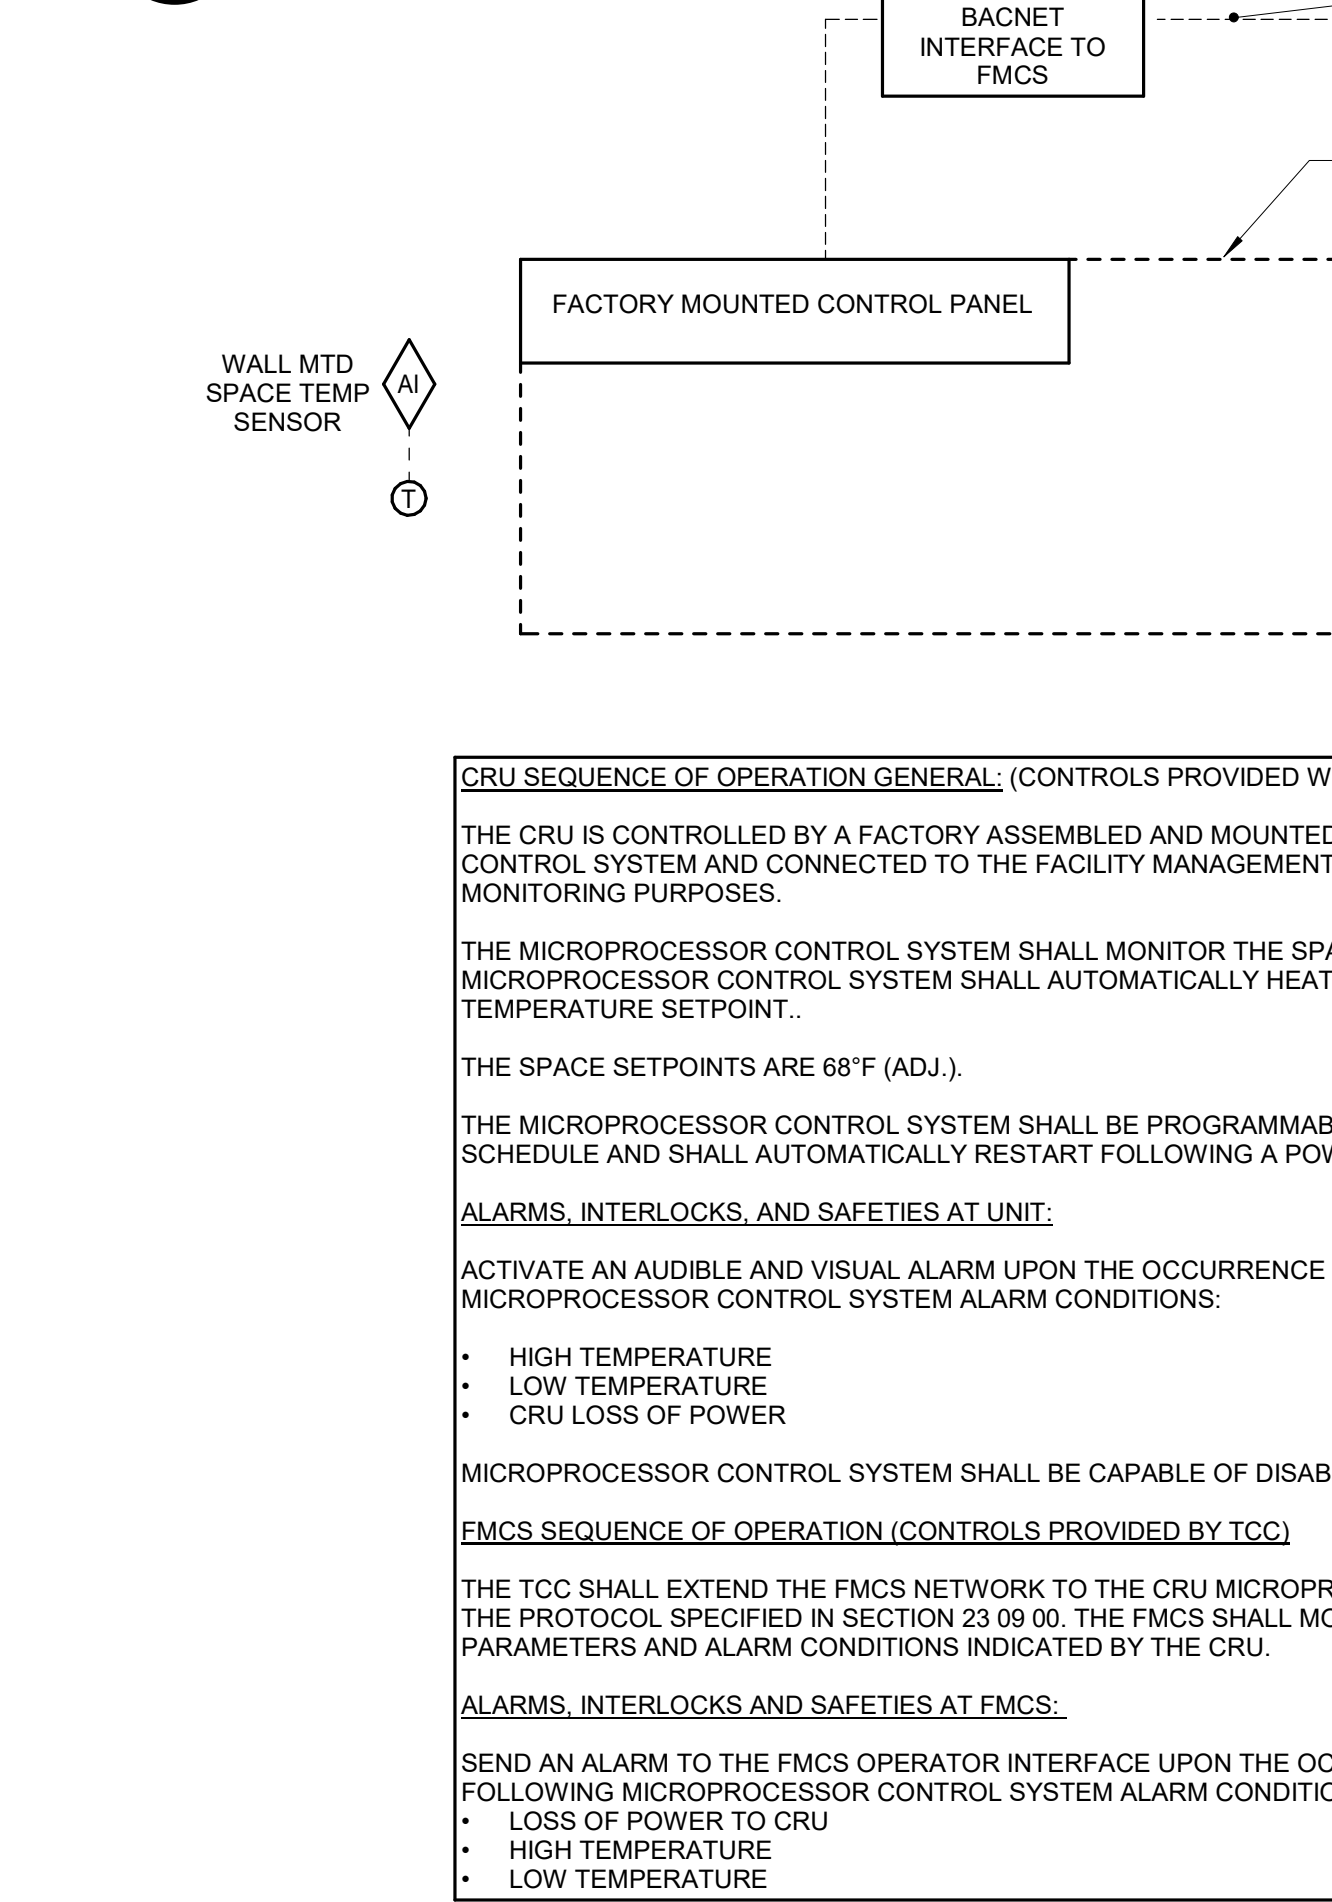 BACNET
INTERFACE TO
FMCS
FACTORY MOUNTED CONTROL PANEL
WALL MTD
SPACE TEMP
SENSOR
AI
T
CRU SEQUENCE OF OPERATION GENERAL: (CONTROLS PROVIDED W
THE CRU IS CONTROLLED BY A FACTORY ASSEMBLED AND MOUNTED
CONTROL SYSTEM AND CONNECTED TO THE FACILITY MANAGEMENT
MONITORING PURPOSES.
THE MICROPROCESSOR CONTROL SYSTEM SHALL MONITOR THE SPA
MICROPROCESSOR CONTROL SYSTEM SHALL AUTOMATICALLY HEAT
TEMPERATURE SETPOINT..
THE SPACE SETPOINTS ARE 68°F (ADJ.).
THE MICROPROCESSOR CONTROL SYSTEM SHALL BE PROGRAMMAB
SCHEDULE AND SHALL AUTOMATICALLY RESTART FOLLOWING A POW
ALARMS, INTERLOCKS, AND SAFETIES AT UNIT:
ACTIVATE AN AUDIBLE AND VISUAL ALARM UPON THE OCCURRENCE
MICROPROCESSOR CONTROL SYSTEM ALARM CONDITIONS:
• HIGH TEMPERATURE
• LOW TEMPERATURE
• CRU LOSS OF POWER
MICROPROCESSOR CONTROL SYSTEM SHALL BE CAPABLE OF DISAB
FMCS SEQUENCE OF OPERATION (CONTROLS PROVIDED BY TCC)
THE TCC SHALL EXTEND THE FMCS NETWORK TO THE CRU MICROPR
THE PROTOCOL SPECIFIED IN SECTION 23 09 00. THE FMCS SHALL MO
PARAMETERS AND ALARM CONDITIONS INDICATED BY THE CRU.
ALARMS, INTERLOCKS AND SAFETIES AT FMCS:
SEND AN ALARM TO THE FMCS OPERATOR INTERFACE UPON THE OC
FOLLOWING MICROPROCESSOR CONTROL SYSTEM ALARM CONDITIO
• LOSS OF POWER TO CRU
• HIGH TEMPERATURE
• LOW TEMPERATURE